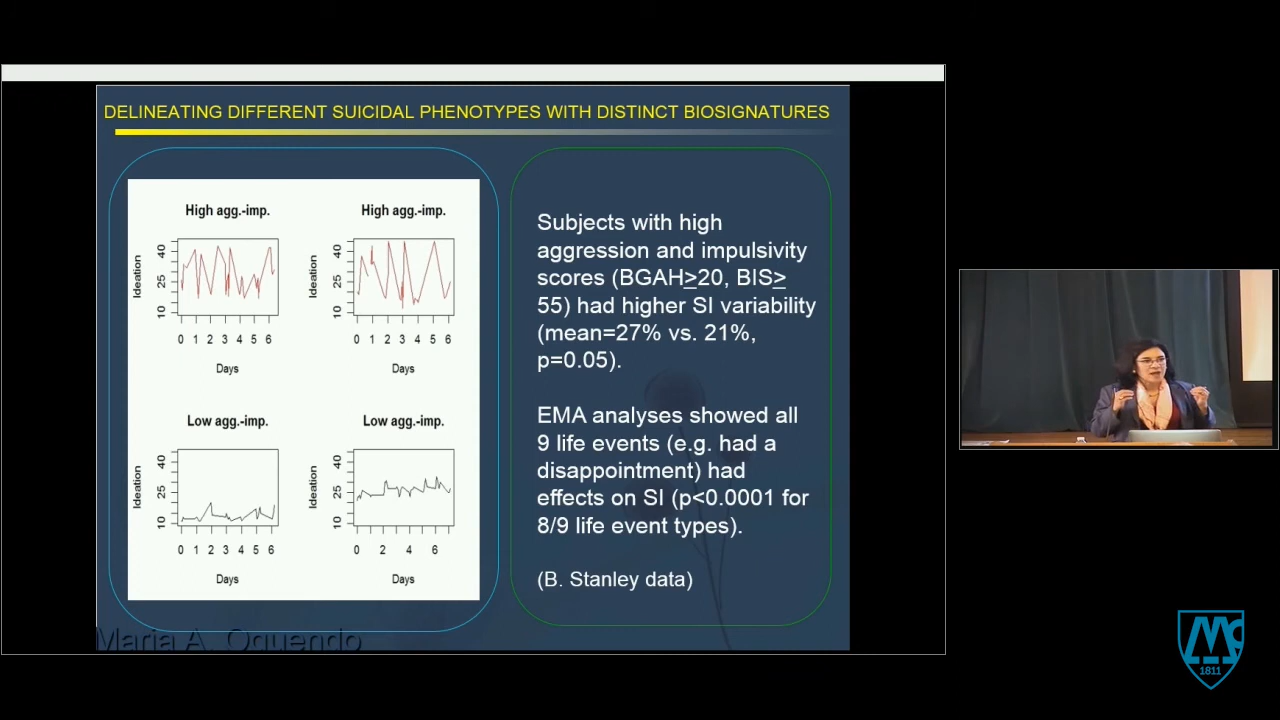 DELINEATING DIFFERENT SUICIDAL PHENOTYPES WITH DISTINCT BIOSIGNATURES
High agg.-imp.
Ideation
10 25 40
0 1 2 3 4 5 6
Days
High agg.-imp.
Ideation
10 25 40
0 1 2 3 4 5 6
Days
Low agg.-imp.
Ideation
10 25 40
0 1 2 3 4 5 6
Days
Low agg.-imp.
Ideation
10 25 40
0 2 4 6
Days
Subjects with high
aggression and impulsivity
scores (BGAH≥20, BIS≥
55) had higher SI variability
(mean=27% vs. 21%,
p=0.05).
EMA analyses showed all
9 life events (e.g. had a
disappointment) had
effects on SI (p<0.0001 for
8/9 life event types).
(B. Stanley data)
Maria A. Oquendo
1811